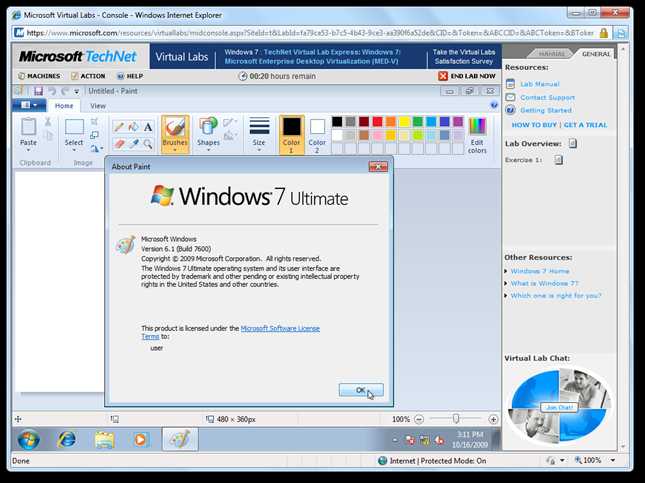 Microsoft Virtual Labs - Console - Windows Internet Explorer
https://www.microsoft.com/resources/virtuallabs/midconsole.aspx?SiteId=t&LabId=fa79ce53-b7c5-4b43-9ce3-aa390f6a52de&CID=&Token=&ABCCID=&ABCToken=&BToken
Microsoft TechNet
Virtual Labs
Windows 7 : TechNet Virtual Lab Express: Windows 7:
Microsoft Enterprise Desktop Virtualization (MED-V)
Take the Virtual Labs
Satisfaction Survey
MACHINES ACTION HELP
00:20 hours remain
END LAB NOW
MANUAL GENERAL
Untitled - Paint
Home View
Paste
Select
Brushes
Shapes
Size
Color
1
Color
2
Edit
colors
Clipboard
Image
Colors
About Paint
Windows 7 Ultimate
Microsoft Windows
Version 6.1 (Build 7600)
Copyright © 2009 Microsoft Corporation. All rights reserved.
The Windows 7 Ultimate operating system and its user interface are
protected by trademark and other pending or existing intellectual property
rights in the United States and other countries.
This product is licensed under the Microsoft Software License
Terms to:
user
OK
480 × 360px
100%
3:11 PM
10/16/2009
Resources:
Lab Manual
Contact Support
Getting Started
HOW TO BUY | GET A TRIAL
Lab Overview:
Exercise 1:
Other Resources:
Windows 7 Home
What is Windows 7?
Which one is right for you?
Virtual Lab Chat:
Join Chat!
Done
Internet | Protected Mode: On
100%